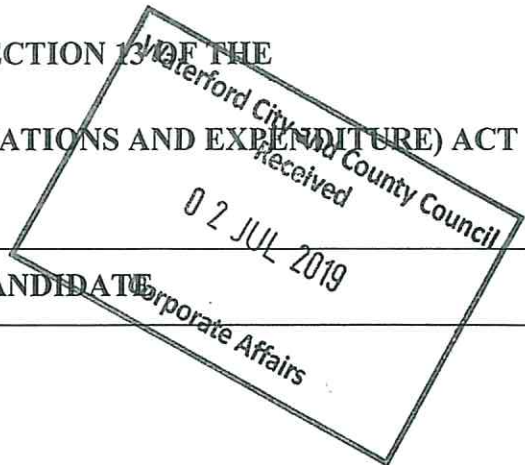 ECTION 13 OF THE
ATIONS AND EXPENDITURE) ACT
ANDIDATE
Waterford City and County Council
Received
02 JUL 2019
Corporate Affairs